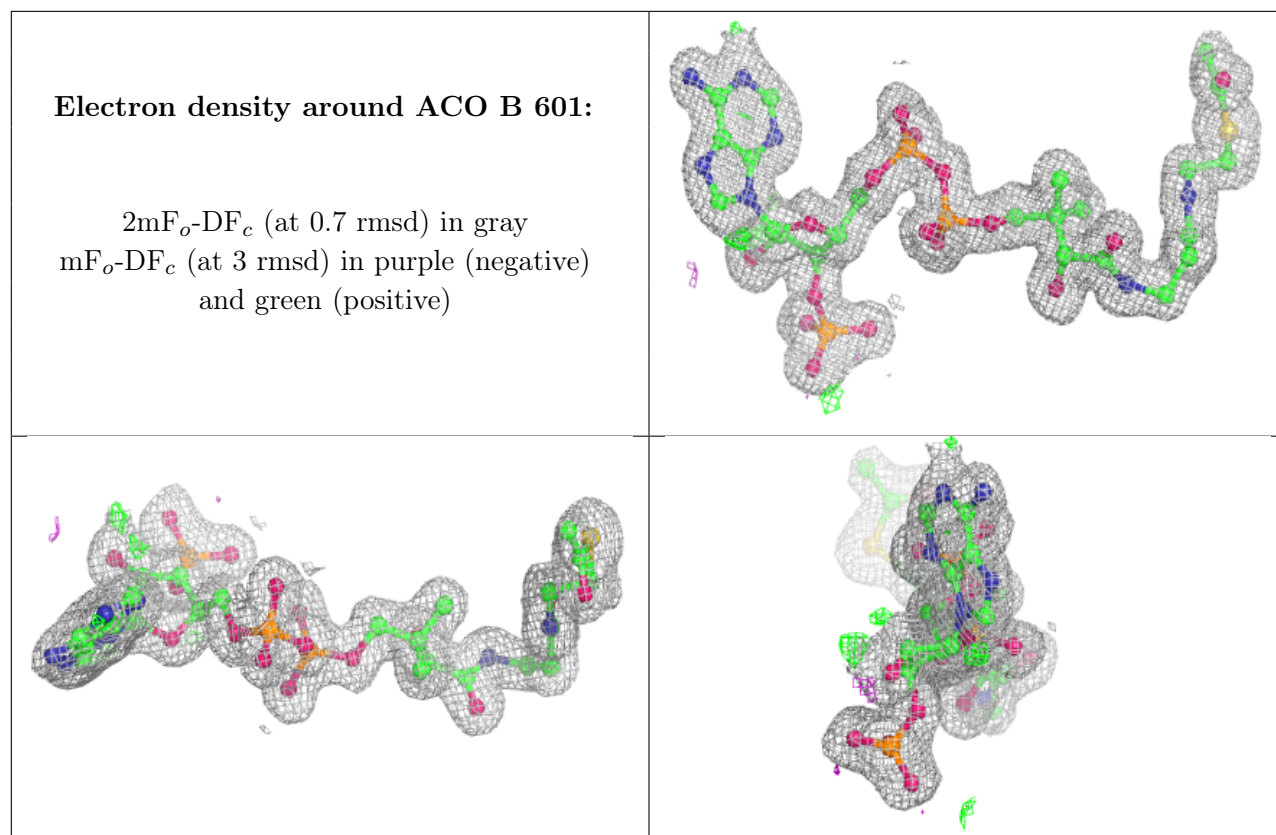 Electron density around ACO B 601:
2mFₒ-DF𝒸 (at 0.7 rmsd) in gray
mFₒ-DF𝒸 (at 3 rmsd) in purple (negative)
and green (positive)